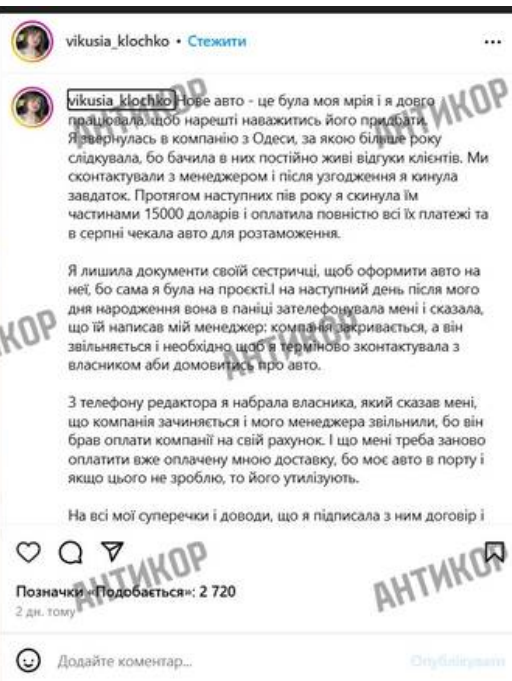 vikusia_klochko • Стежити
vikusia_klochko Нове авто - це була моя мрія і я довго
працювала, щоб нарешті наважитись його придбати.
Я звернулась в компанію з Одеси, за якою більше року
слідкувала, бо бачила в них постійно живі відгуки клієнтів. Ми
сконтактували з менеджером і після узгодження я кинула
завдаток. Протягом наступних пів року я скинула їм
частинами 15000 доларів і оплатила повністю всі їх платежі та
в серпні чекала авто для розтаможення.
Я лишила документи своїй сестричці, щоб оформити авто на
неї, бо сама я була на проєкті.І на наступний день після мого
дня народження вона в паніці зателефонувала мені і сказала,
що їй написав мій менеджер: компанія закривається, а він
звільняється і необхідно щоб я терміново зконтактувала з
власником аби домовитись про авто.
З телефону редактора я набрала власника, який сказав мені,
що компанія зачиняється і мого менеджера звільнили, бо він
брав оплати компанії на свій рахунок. І що мені треба заново
оплатити вже оплачену мною доставку, бо моє авто в порту і
якщо цього не зроблю, то його утилізують.
На всі мої суперечки і доводи, що я підписала з ним договір і
Позначки «Подобається»: 2 720
2 дн. тому
Додайте коментар...
Опублікувати
АНТИКОР
АНТИКОР
КОР
АНТИКОР
АНТИКОР
АНТИКОР